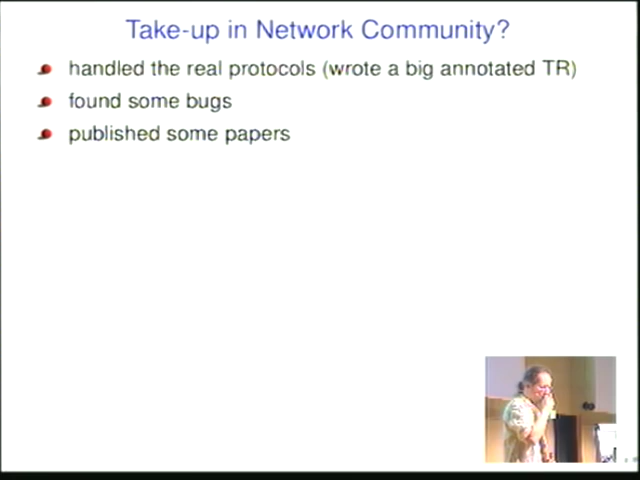 Take-up in Network Community?
handled the real protocols (wrote a big annotated TR)
found some bugs
published some papers